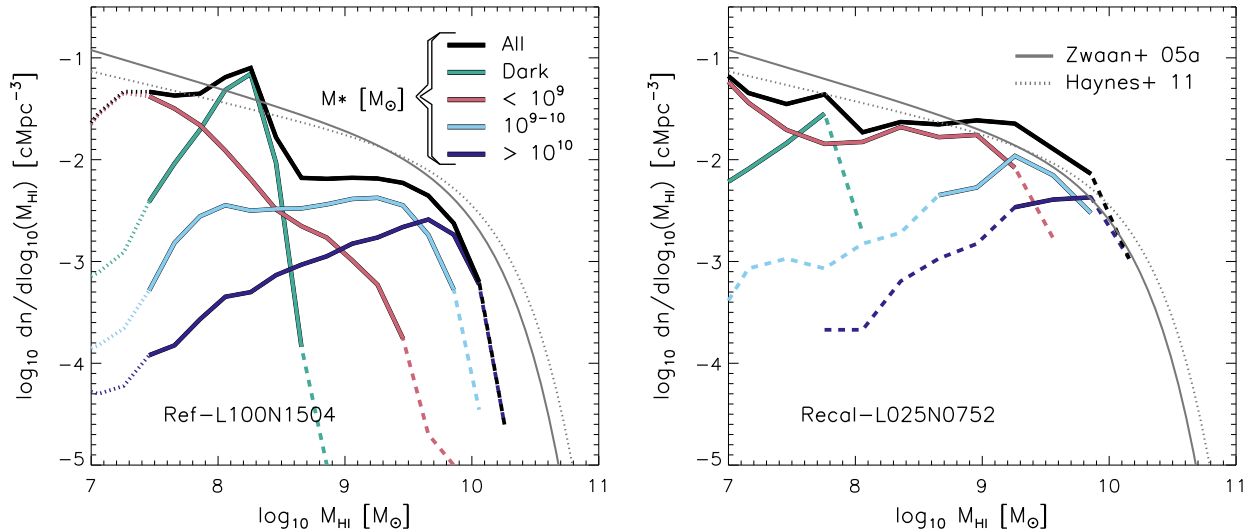 All
Dark
< 10⁹
10⁹⁻¹⁰
> 10¹⁰
M* [M⊙]
Ref−L100N1504
log₁₀ dn/dlog₁₀(M_HI) [cMpc⁻³]
−1
−2
−3
−4
−5
7 8 9 10 11
log₁₀ M_HI [M⊙]
Zwaan+ 05a
Haynes+ 11
Recal−L025N0752
log₁₀ dn/dlog₁₀(M_HI) [cMpc⁻³]
−1
−2
−3
−4
−5
7 8 9 10 11
log₁₀ M_HI [M⊙]